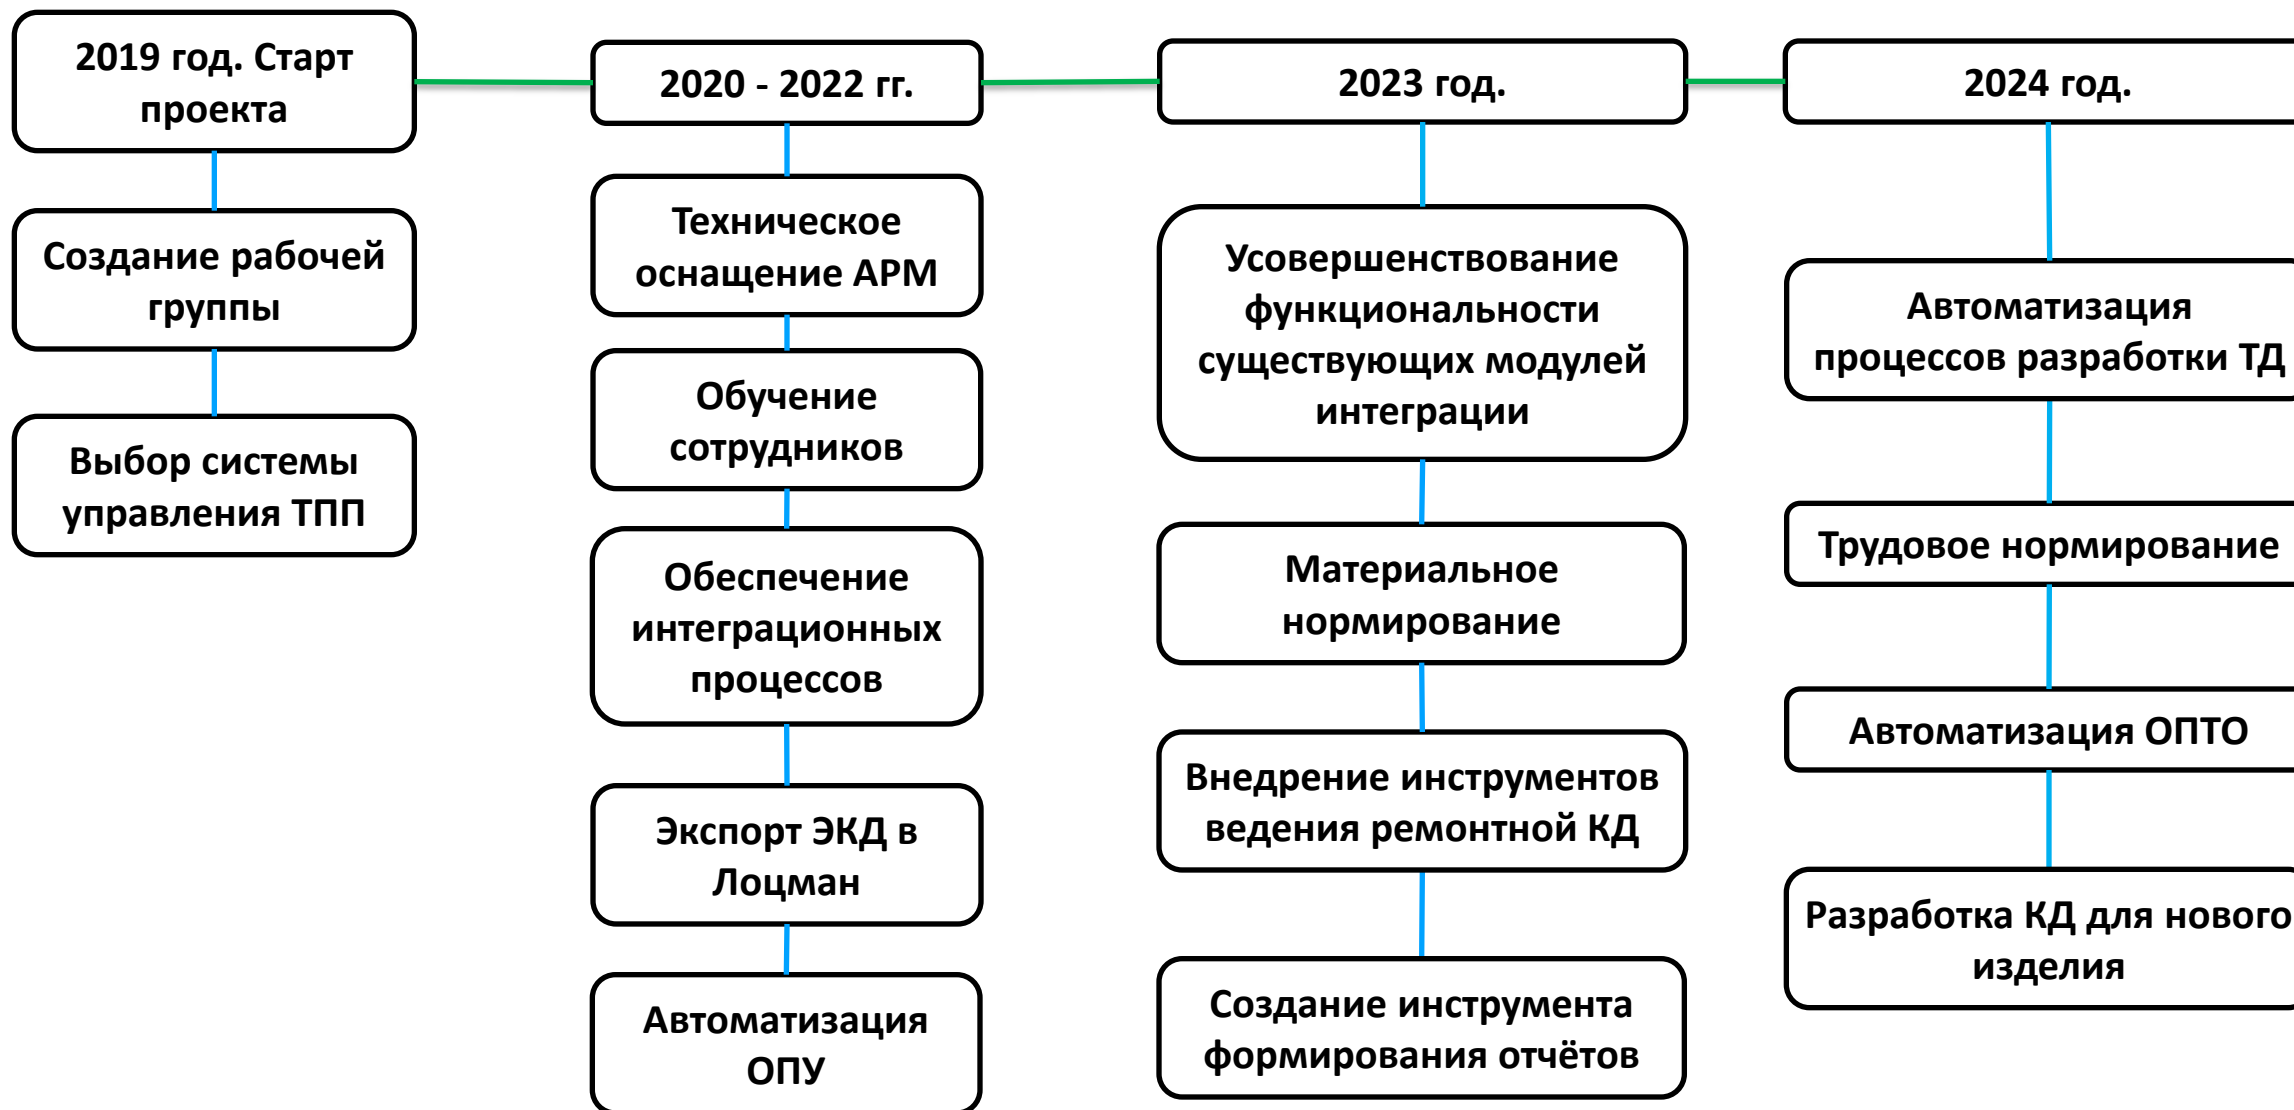 2019 год. Старт
проекта
Создание рабочей
группы
Выбор системы
управления ТПП
2020 - 2022 гг.
Техническое
оснащение АРМ
Обучение
сотрудников
Обеспечение
интеграционных
процессов
Экспорт ЭКД в
Лоцман
Автоматизация
ОПУ
2023 год.
Усовершенствование
функциональности
существующих модулей
интеграции
Материальное
нормирование
Внедрение инструментов
ведения ремонтной КД
Создание инструмента
формирования отчётов
2024 год.
Автоматизация
процессов разработки ТД
Трудовое нормирование
Автоматизация ОПТО
Разработка КД для нового
изделия